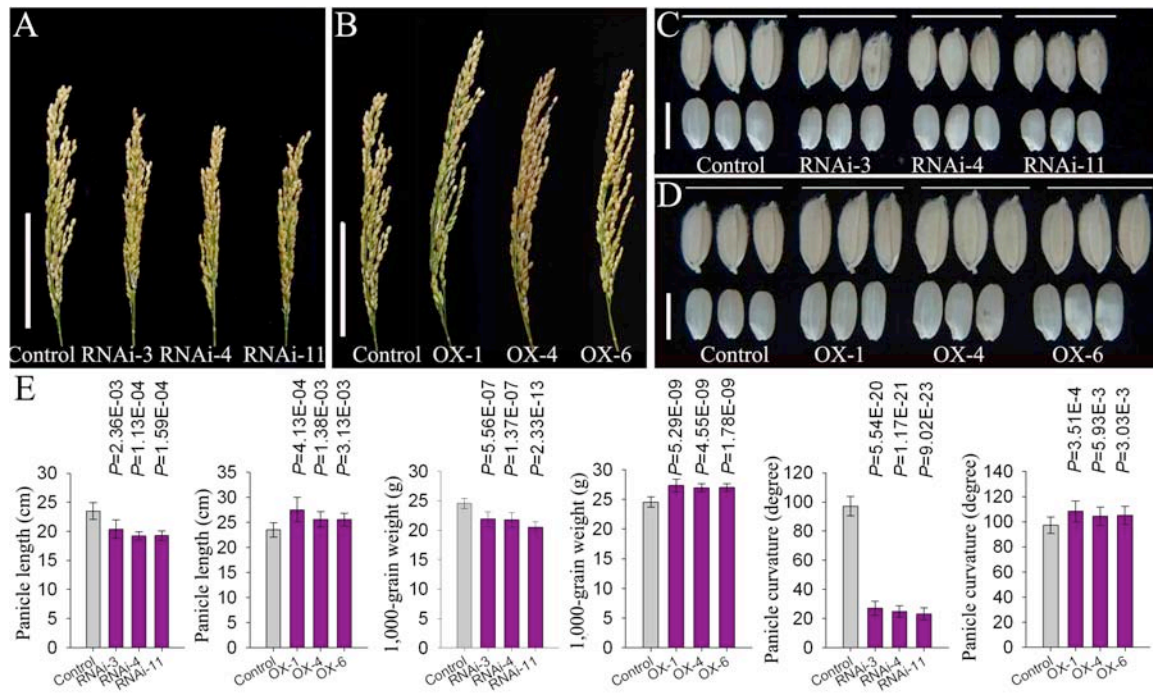 A
B
C
D
E
Control RNAi-3 RNAi-4 RNAi-11
Control OX-1 OX-4 OX-6
Control RNAi-3 RNAi-4 RNAi-11
Control OX-1 OX-4 OX-6
Panicle length (cm)
25
20
15
10
5
0
P=2.36E-03
P=1.13E-04
P=1.59E-04
Control
RNAi-3
RNAi-4
RNAi-11
Panicle length (cm)
35
30
25
20
15
10
5
0
P=4.13E-04
P=1.38E-03
P=3.13E-03
Control
OX-1
OX-4
OX-6
1,000-grain weight (g)
30
25
20
15
10
5
0
P=5.56E-07
P=1.37E-07
P=2.33E-13
Control
RNAi-3
RNAi-4
RNAi-11
1,000-grain weight (g)
30
25
20
15
10
5
0
P=5.29E-09
P=4.55E-09
P=1.78E-09
Control
OX-1
OX-4
OX-6
Panicle curvature (degree)
120
100
80
60
40
20
0
P=5.54E-20
P=1.17E-21
P=9.02E-23
Control
RNAi-3
RNAi-4
RNAi-11
Panicle curvature (degree)
140
120
100
80
60
40
20
0
P=3.51E-4
P=5.93E-3
P=3.03E-3
Control
OX-1
OX-4
OX-6